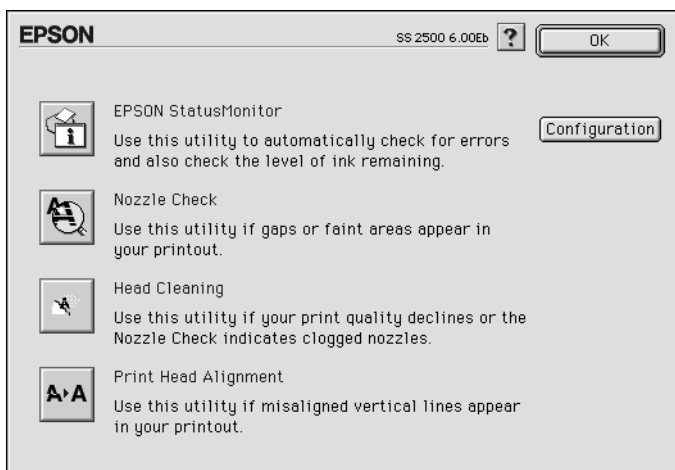 EPSON
SS 2500 6.00Eb
?
OK
EPSON StatusMonitor
Use this utility to automatically check for errors
and also check the level of ink remaining.
Configuration
Nozzle Check
Use this utility if gaps or faint areas appear in
your printout.
Head Cleaning
Use this utility if your print quality declines or the
Nozzle Check indicates clogged nozzles.
A▸A
Print Head Alignment
Use this utility if misaligned vertical lines appear
in your printout.